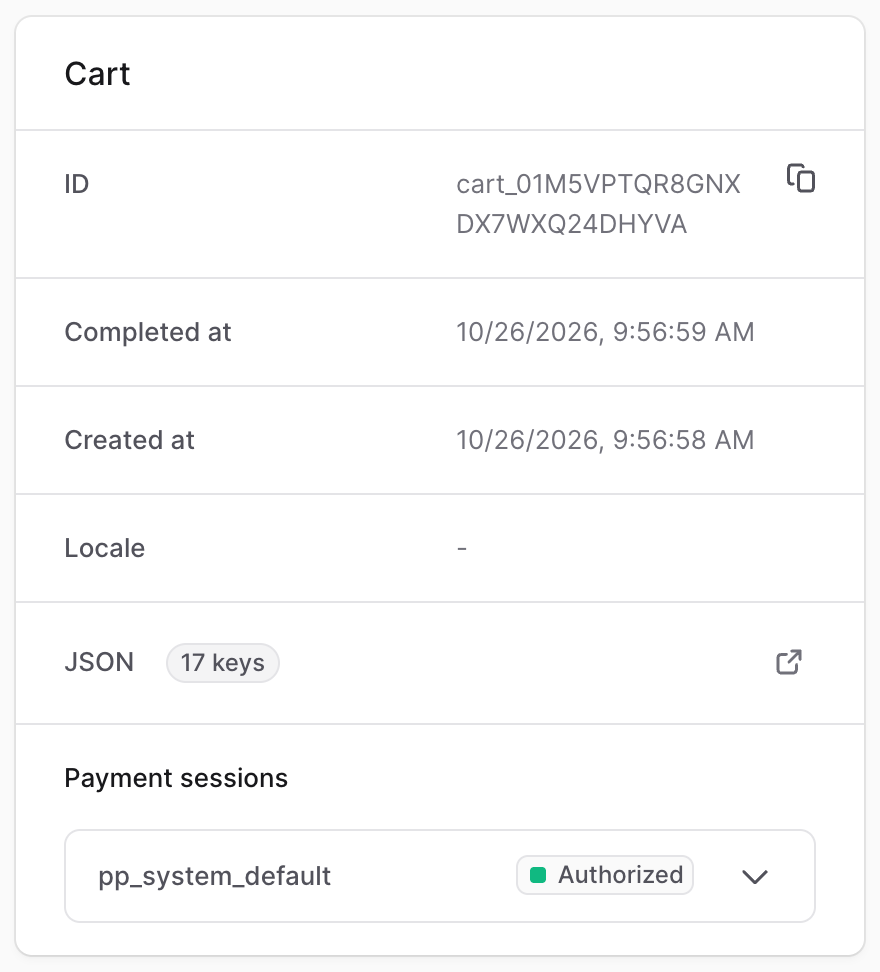 Cart
ID
cart_01M5VPTQR8GNX
DX7WXQ24DHYVA
Completed at
10/26/2026, 9:56:59 AM
Created at
10/26/2026, 9:56:58 AM
Locale
-
JSON
17 keys
Payment sessions
pp_system_default
Authorized